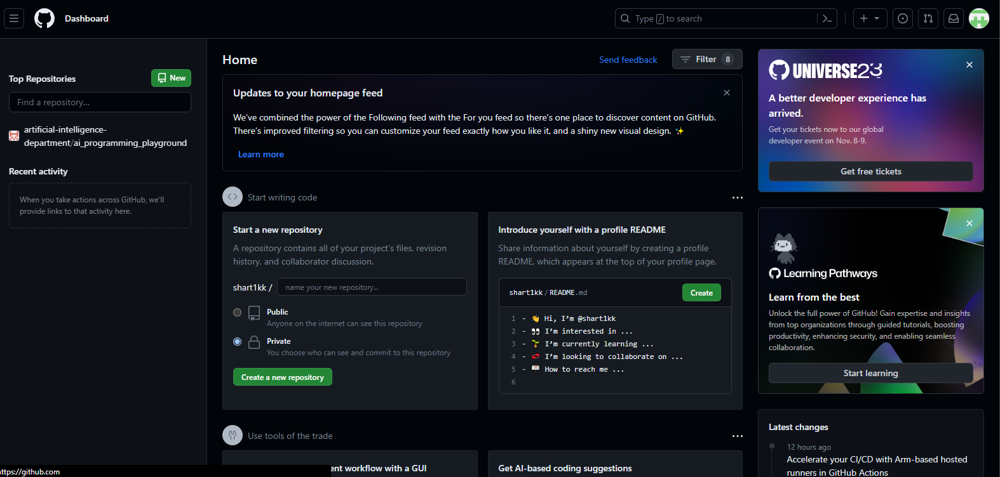 Dashboard
Type / to search
Top Repositories
New
Find a repository...
artificial-intelligence-
department/ai_programming_playground
Recent activity
When you take actions across GitHub, we'll
provide links to that activity here.
Home
Send feedback
Filter 8
Updates to your homepage feed
We've combined the power of the Following feed with the For you feed so there's one place to discover content on GitHub.
There's improved filtering so you can customize your feed exactly how you like it, and a shiny new visual design. ✨
Learn more
Start writing code
Start a new repository
A repository contains all of your project's files, revision
history, and collaborator discussion.
shart1kk /
name your new repository...
Public
Anyone on the internet can see this repository
Private
You choose who can see and commit to this repository
Create a new repository
Introduce yourself with a profile README
Share information about yourself by creating a profile
README, which appears at the top of your profile page.
shart1kk / README.md
Create
1 - 👋 Hi, I'm @shart1kk
2 - 👀 I'm interested in ...
3 - 🌱 I'm currently learning ...
4 - 💞️ I'm looking to collaborate on ...
5 - 📫 How to reach me ...
6
Use tools of the trade
ent workflow with a GUI
Get AI-based coding suggestions
UNIVERSE23
A better developer experience has
arrived.
Get your tickets now to our global
developer event on Nov. 8-9.
Get free tickets
Learning Pathways
Learn from the best
Unlock the full power of GitHub! Gain expertise and insights
from top organizations through guided tutorials, boosting
productivity, enhancing security, and enabling seamless
collaboration.
Start learning
Latest changes
12 hours ago
Accelerate your CI/CD with Arm-based hosted
runners in GitHub Actions
ttps://github.com